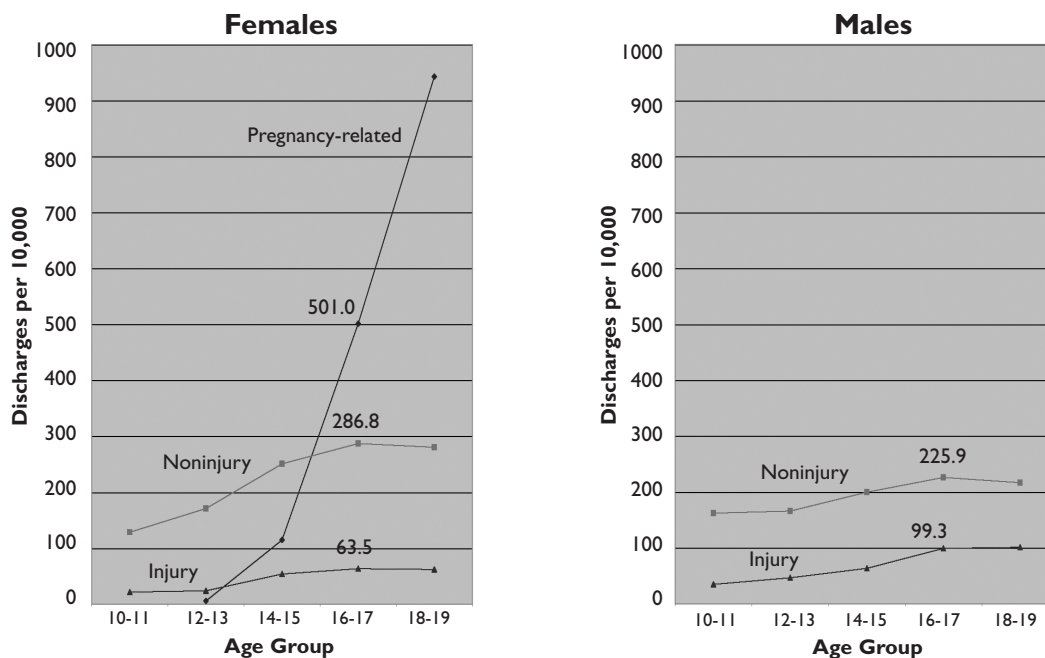 Females
1000
900
800
700
600
500
400
300
200
100
0
Discharges per 10,000
Pregnancy-related
501.0
286.8
Noninjury
63.5
Injury
10-11 12-13 14-15 16-17 18-19
Age Group
Males
1000
900
800
700
600
500
400
300
200
100
0
Discharges per 10,000
225.9
Noninjury
99.3
Injury
10-11 12-13 14-15 16-17 18-19
Age Group